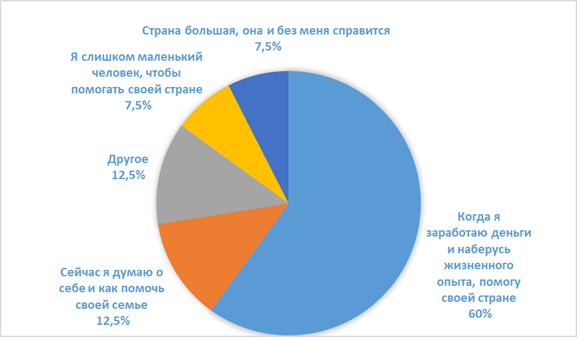 Страна большая, она и без меня справится
7,5%
Я слишком маленький
человек, чтобы
помогать своей стране
7,5%
Другое
12,5%
Сейчас я думаю о
себе и как помочь
своей семье
12,5%
Когда я
заработаю деньги
и наберусь
жизненного
опыта, помогу
своей стране
60%